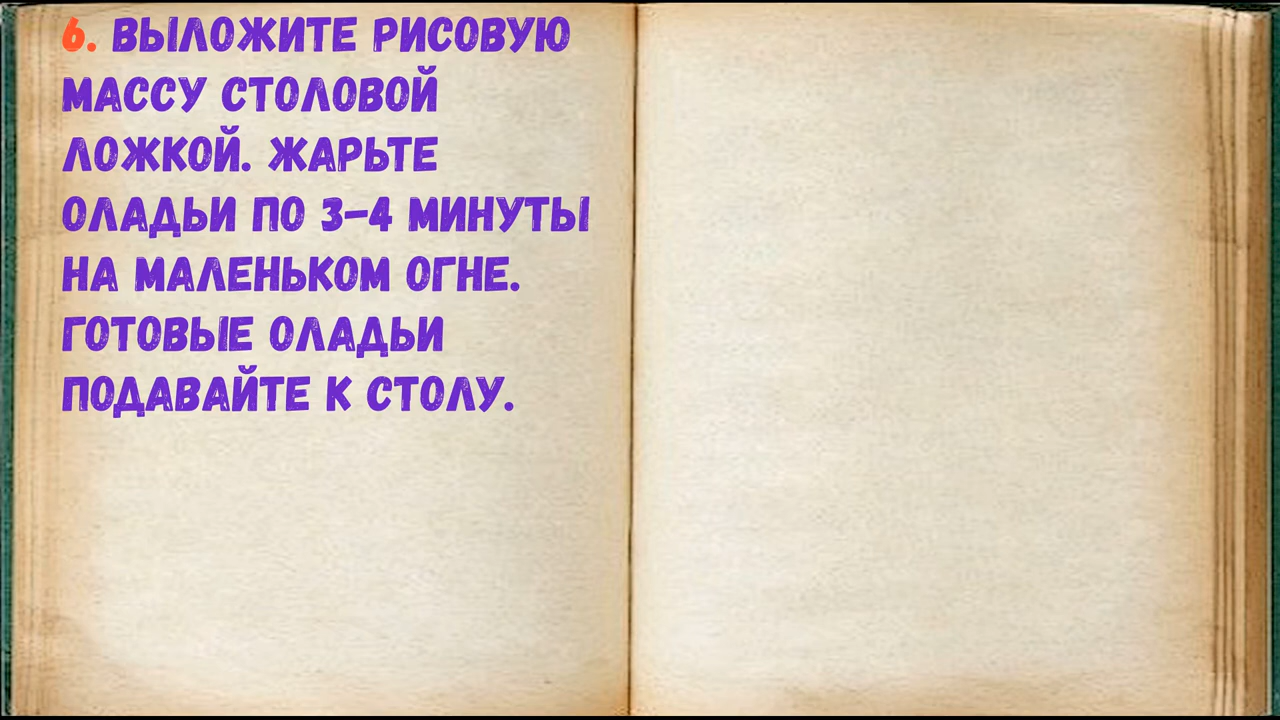 6. ВЫЛОЖИТЕ РИСОВУЮ
МАССУ СТОЛОВОЙ
ЛОЖКОЙ. ЖАРЬТЕ
ОЛАДЬИ ПО 3-4 МИНУТЫ
НА МАЛЕНЬКОМ ОГНЕ.
ГОТОВЫЕ ОЛАДЬИ
ПОДАВАЙТЕ К СТОЛУ.